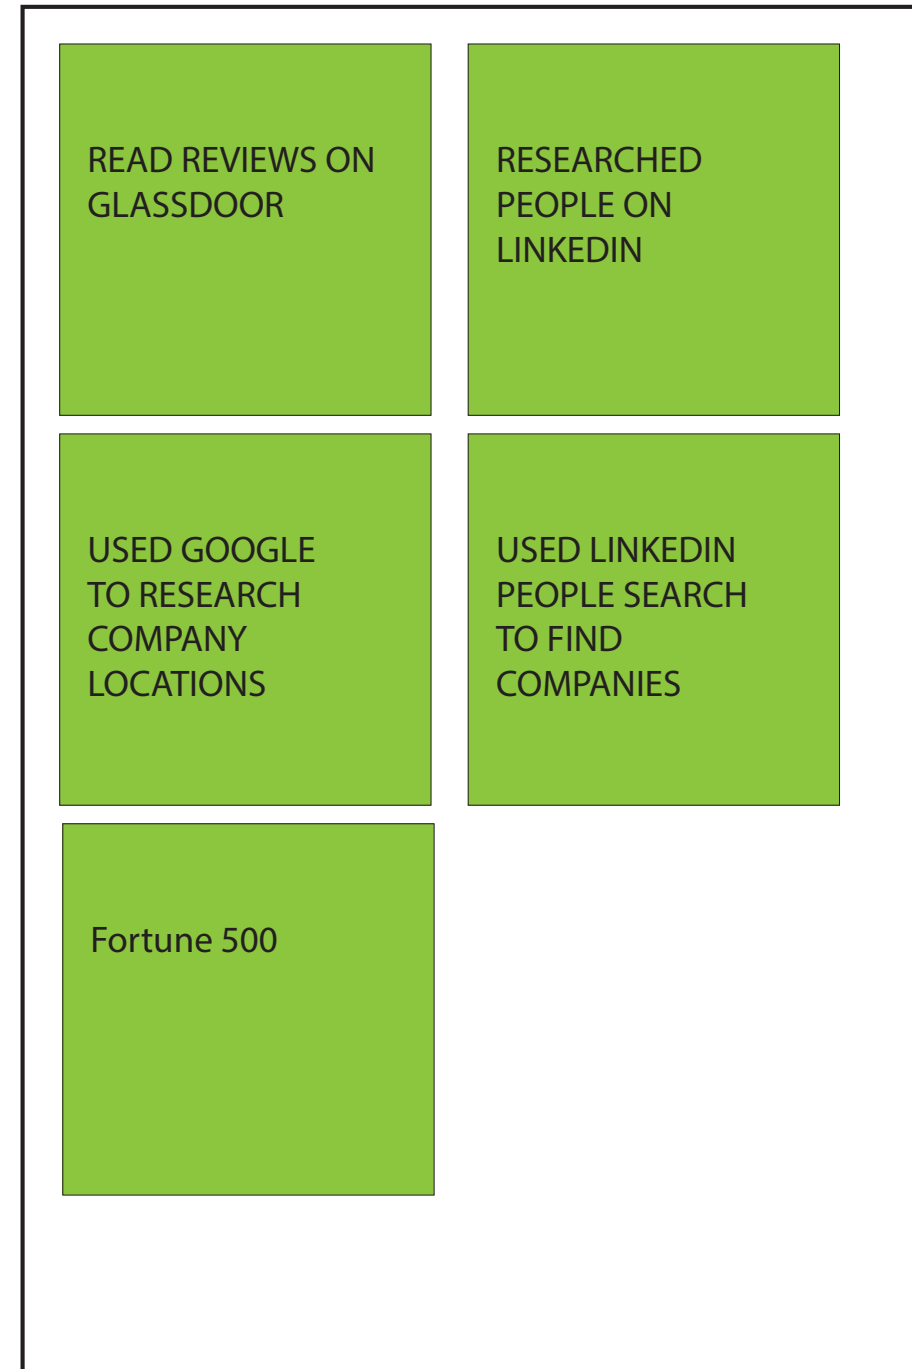 READ REVIEWS ON
GLASSDOOR
RESEARCHED
PEOPLE ON
LINKEDIN
USED GOOGLE
TO RESEARCH
COMPANY
LOCATIONS
USED LINKEDIN
PEOPLE SEARCH
TO FIND
COMPANIES
Fortune 500